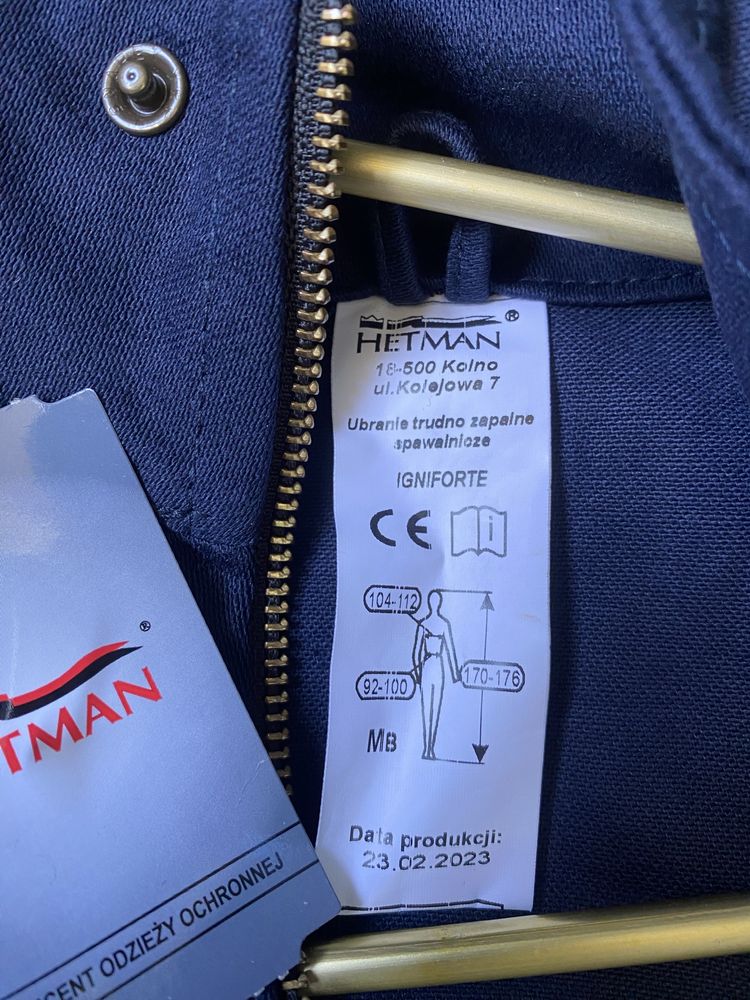 HETMAN ®
18-500 Kolno
ul.Kolejowa 7
Ubranie trudno zapalne
spawalnicze
IGNIFORTE
CE i
104-112
92-100
170-176
MB
Data produkcji:
23.02.2023
®
TMAN
CENT ODZIEŻY OCHRONNEJ